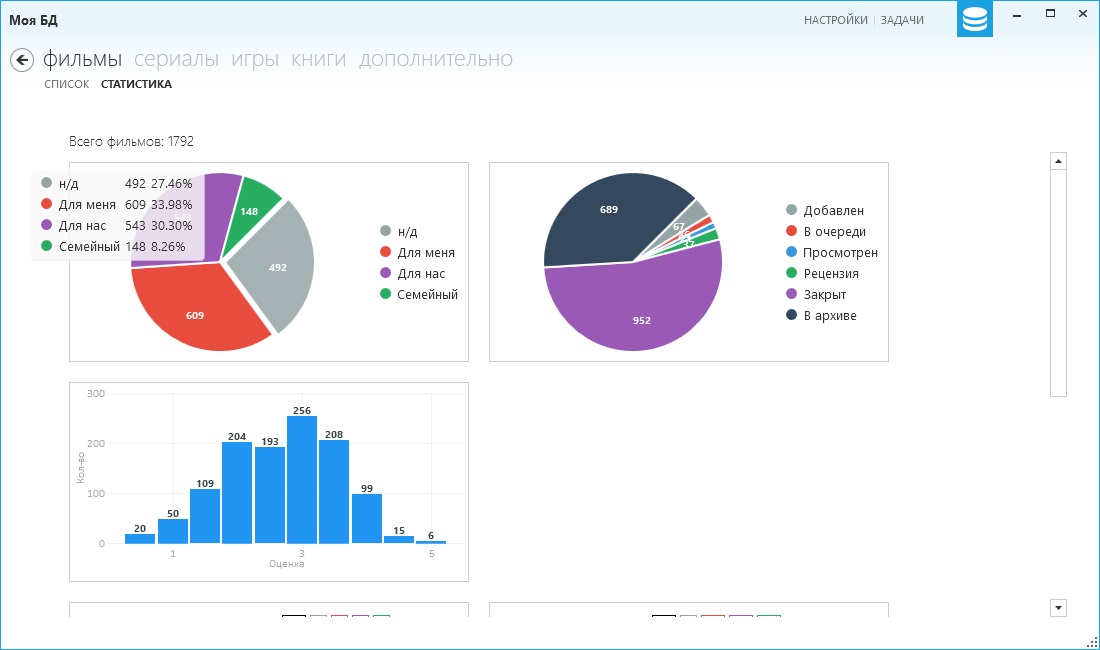 Моя БД
НАСТРОЙКИ | ЗАДАЧИ
фильмы сериалы игры книги дополнительно
СПИСОК СТАТИСТИКА
Всего фильмов: 1792
н/д 492 27.46%
Для меня 609 33.98%
Для нас 543 30.30%
Семейный 148 8.26%
148
492
609
н/д
Для меня
Для нас
Семейный
689
67
37
952
Добавлен
В очереди
Просмотрен
Рецензия
Закрыт
В архиве
300
200
100
0
Кол-во
20
50
109
204
193
256
208
99
15
6
1 3 5
Оценка